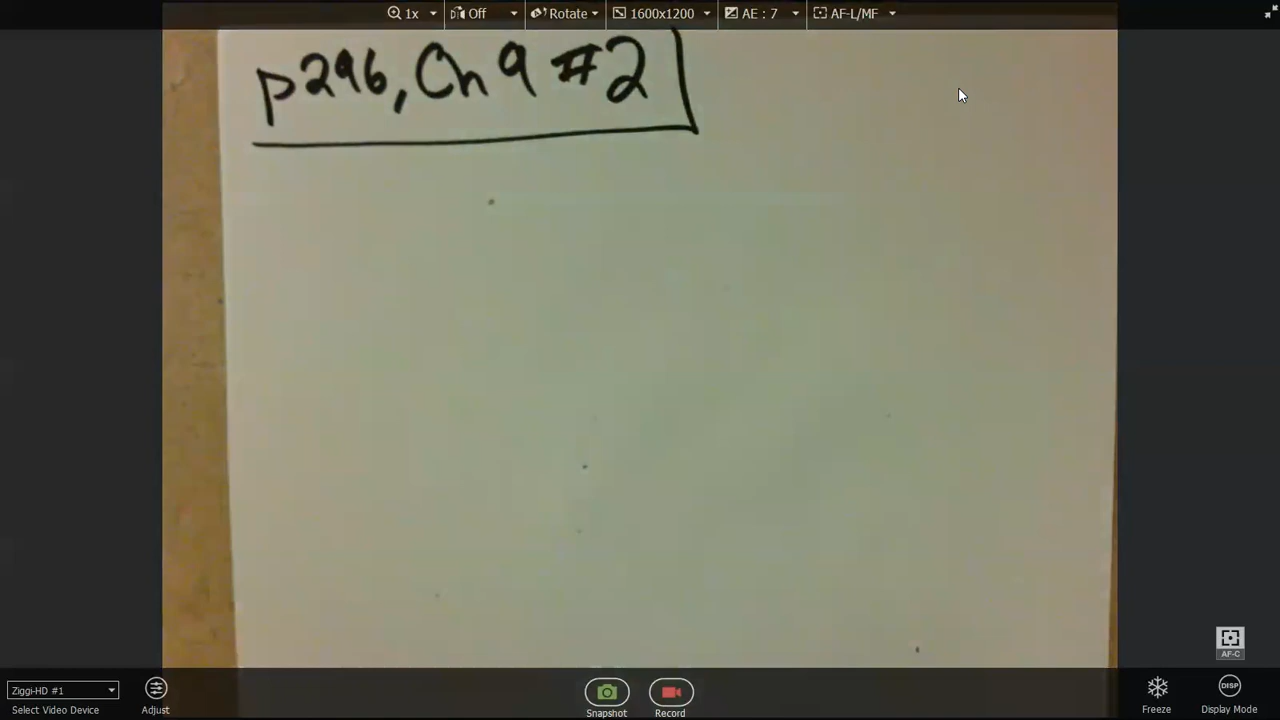 1x Off Rotate 1600x1200 AE : 7 AF-L/MF
p296, Ch 9 #2
AF-C
Ziggi-HD #1
Select Video Device
Adjust
Snapshot
Record
Freeze
DISP
Display Mode